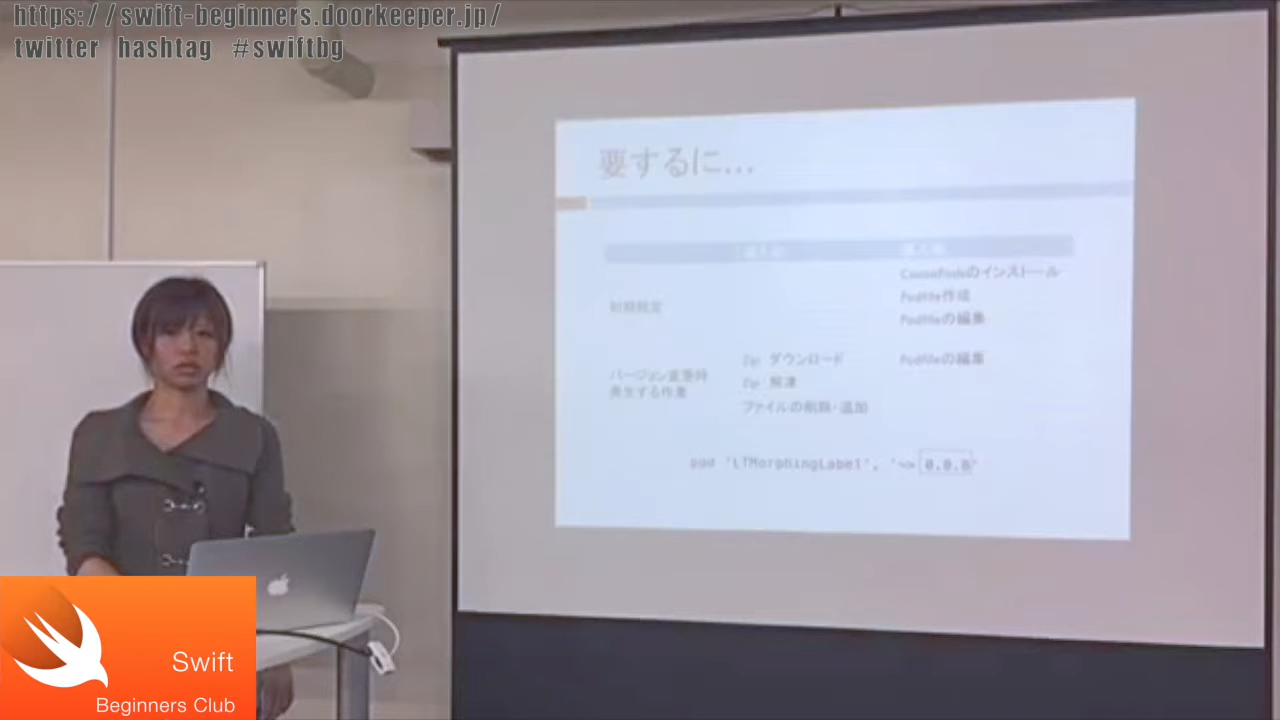 https://swift-beginners.doorkeeper.jp/
twitter hashtag #swiftbg
要するに...
CocoaPodsのインストール
Podfile作成
初期設定
Podfileの編集
Zip ダウンロード
Podfileの編集
バージョン変更時
発生する作業
Zip 解凍
ファイルの削除・追加
pod 'LTMorphingLabel', '~> 0.0.8'
Swift
Beginners Club